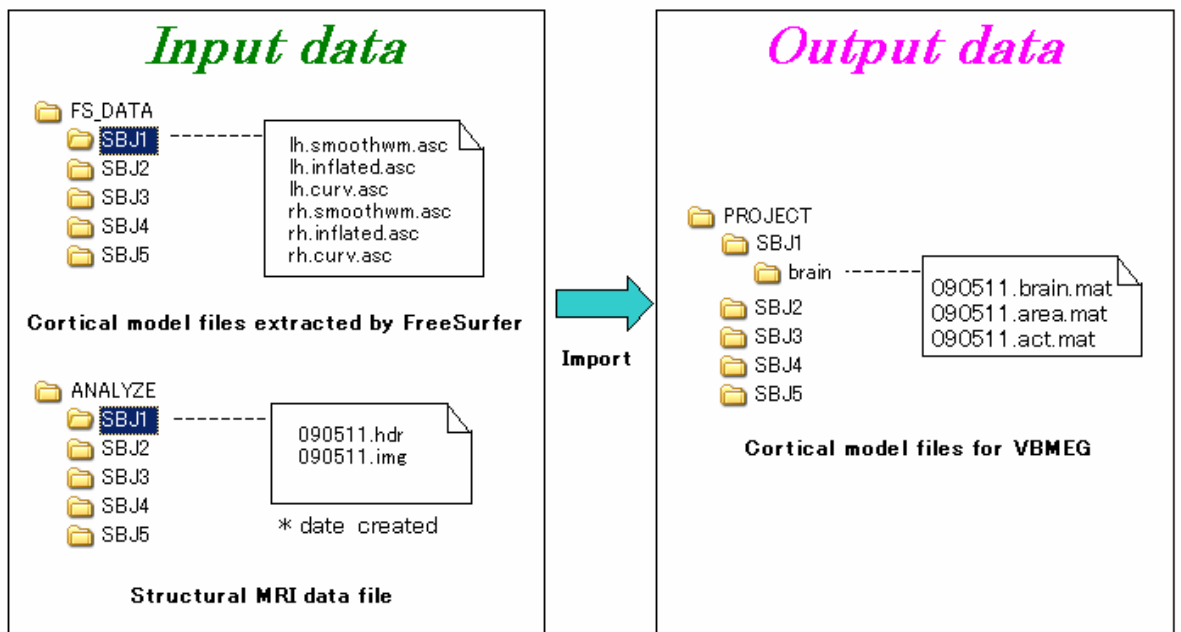 Input data
FS_DATA
SBJ1
SBJ2
SBJ3
SBJ4
SBJ5
lh.smoothwm.asc
lh.inflated.asc
lh.curv.asc
rh.smoothwm.asc
rh.inflated.asc
rh.curv.asc
Cortical model files extracted by FreeSurfer
ANALYZE
SBJ1
SBJ2
SBJ3
SBJ4
SBJ5
090511.hdr
090511.img
* date created
Structural MRI data file
Import
Output data
PROJECT
SBJ1
brain
SBJ2
SBJ3
SBJ4
SBJ5
090511.brain.mat
090511.area.mat
090511.act.mat
Cortical model files for VBMEG